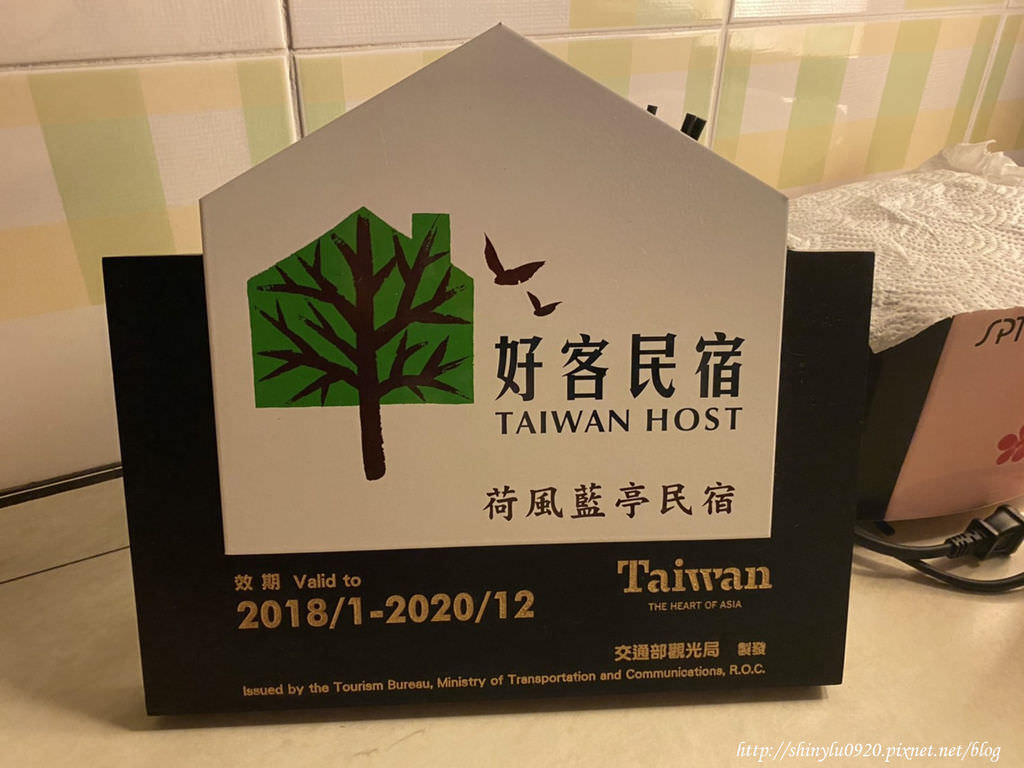 好客民宿
TAIWAN HOST
荷風藍亭民宿
效期 Valid to
2018/1-2020/12
Taiwan
THE HEART OF ASIA
交通部觀光局 製發
Issued by the Tourism Bureau, Ministry of Transportation and Communications, R.O.C.
http://shinylu0920.pixnet.net/blog